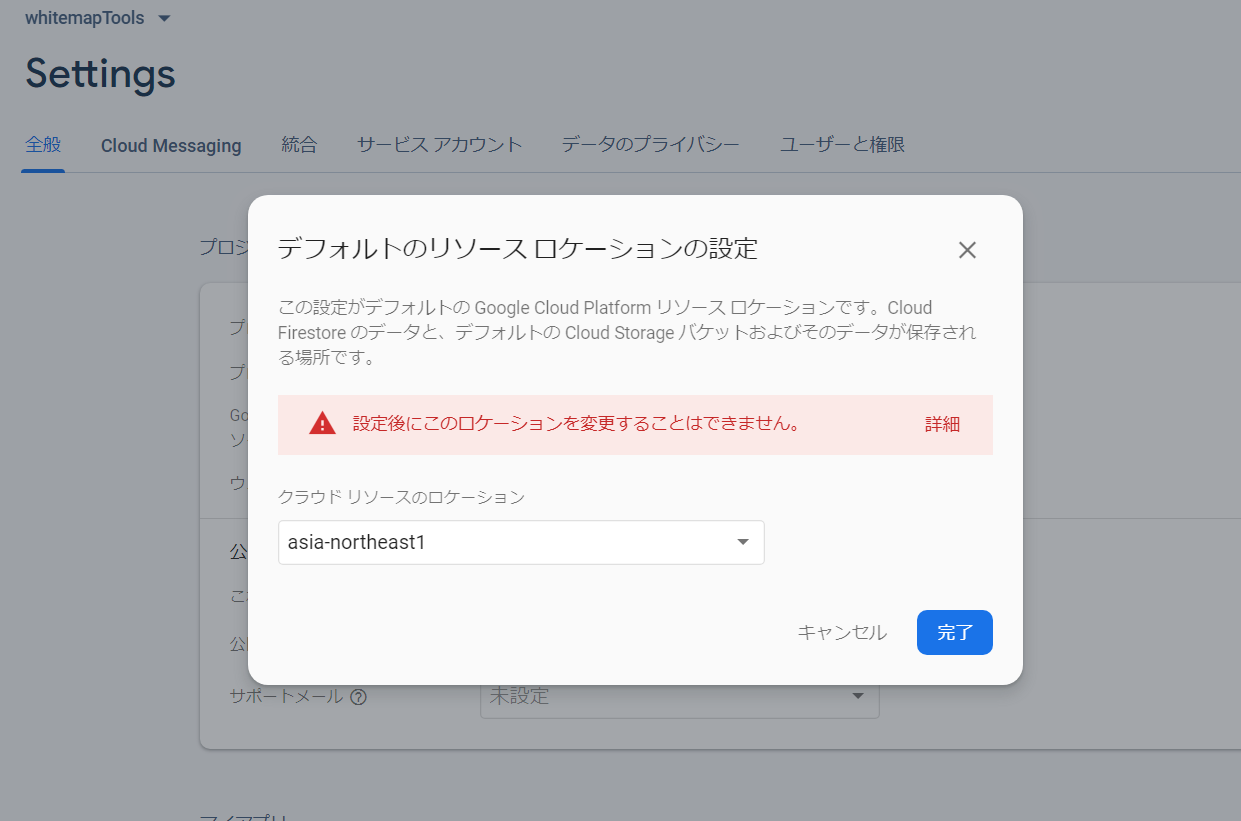 whitemapTools
Settings
全般 Cloud Messaging 統合 サービス アカウント データのプライバシー ユーザーと権限
プロジ
デフォルトのリソース ロケーションの設定
この設定がデフォルトの Google Cloud Platform リソース ロケーションです。Cloud
Firestore のデータと、デフォルトの Cloud Storage バケットおよびそのデータが保存され
る場所です。
設定後にこのロケーションを変更することはできません。 詳細
クラウド リソースのロケーション
asia-northeast1
キャンセル 完了
プ
プ
Go
ソ
ウ
公
こ
公
サポートメール 未設定
マイアプリ